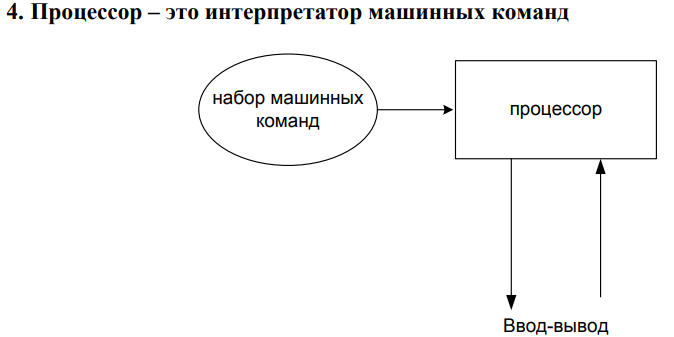 4. Процессор – это интерпретатор машинных команд
набор машинных
команд
процессор
Ввод-вывод